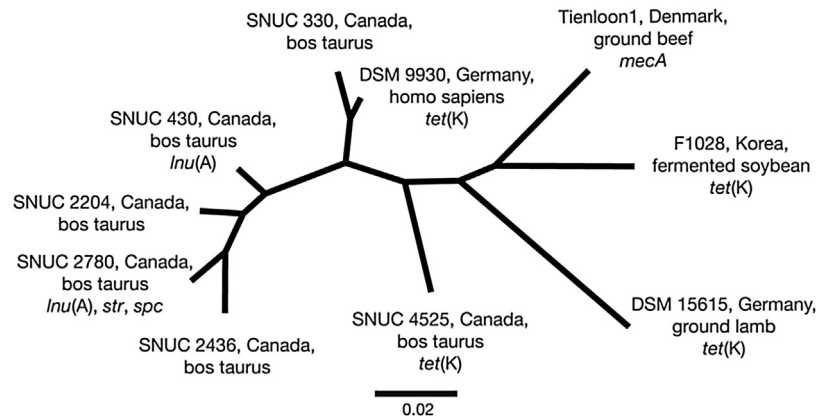 SNUC 330, Canada,
bos taurus
Tienloon1, Denmark,
ground beef
mecA
DSM 9930, Germany,
homo sapiens
tet(K)
SNUC 430, Canada,
bos taurus
lnu(A)
F1028, Korea,
fermented soybean
tet(K)
SNUC 2204, Canada,
bos taurus
SNUC 2780, Canada,
bos taurus
lnu(A), str, spc
SNUC 2436, Canada,
bos taurus
SNUC 4525, Canada,
bos taurus
tet(K)
DSM 15615, Germany,
ground lamb
tet(K)
0.02